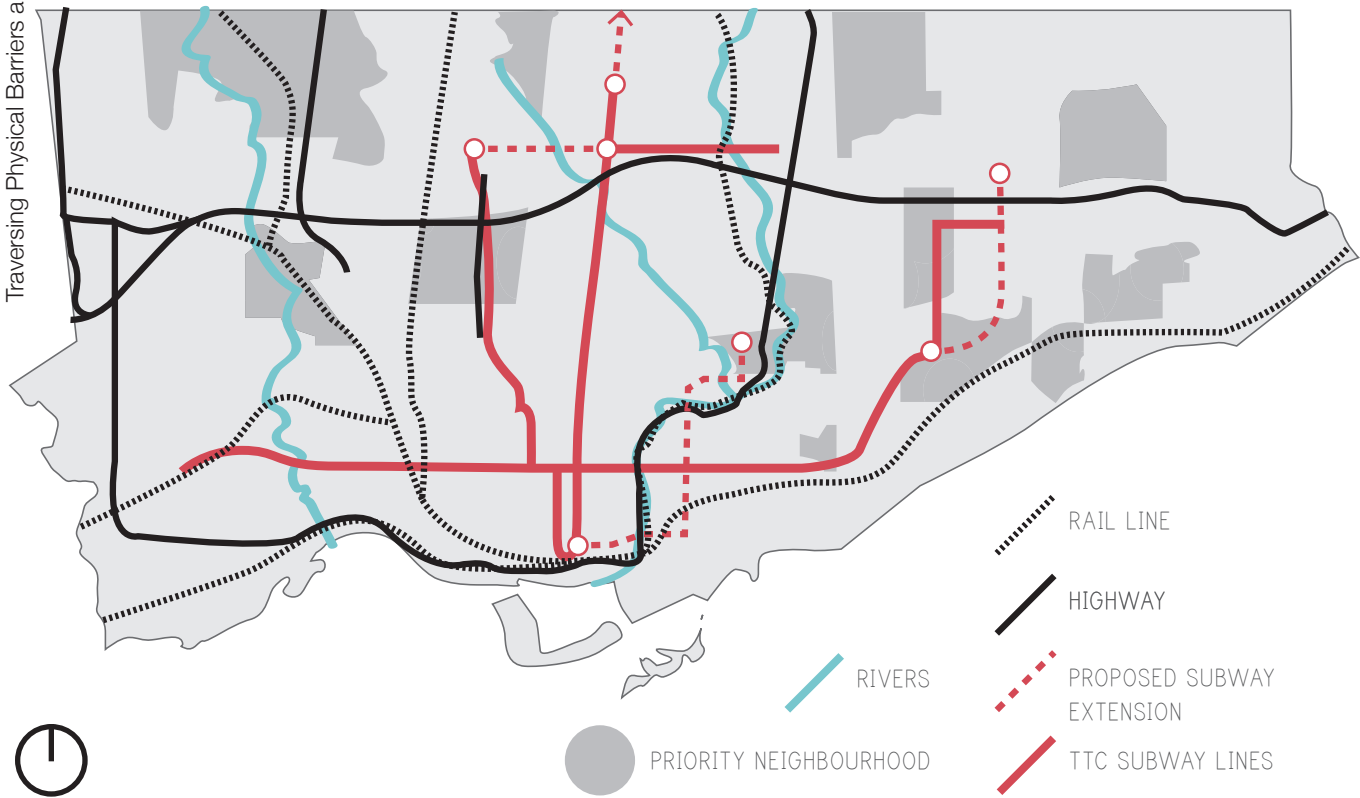 Traversing Physical Barriers a
RAIL LINE
HIGHWAY
RIVERS
PROPOSED SUBWAY
EXTENSION
PRIORITY NEIGHBOURHOOD
TTC SUBWAY LINES